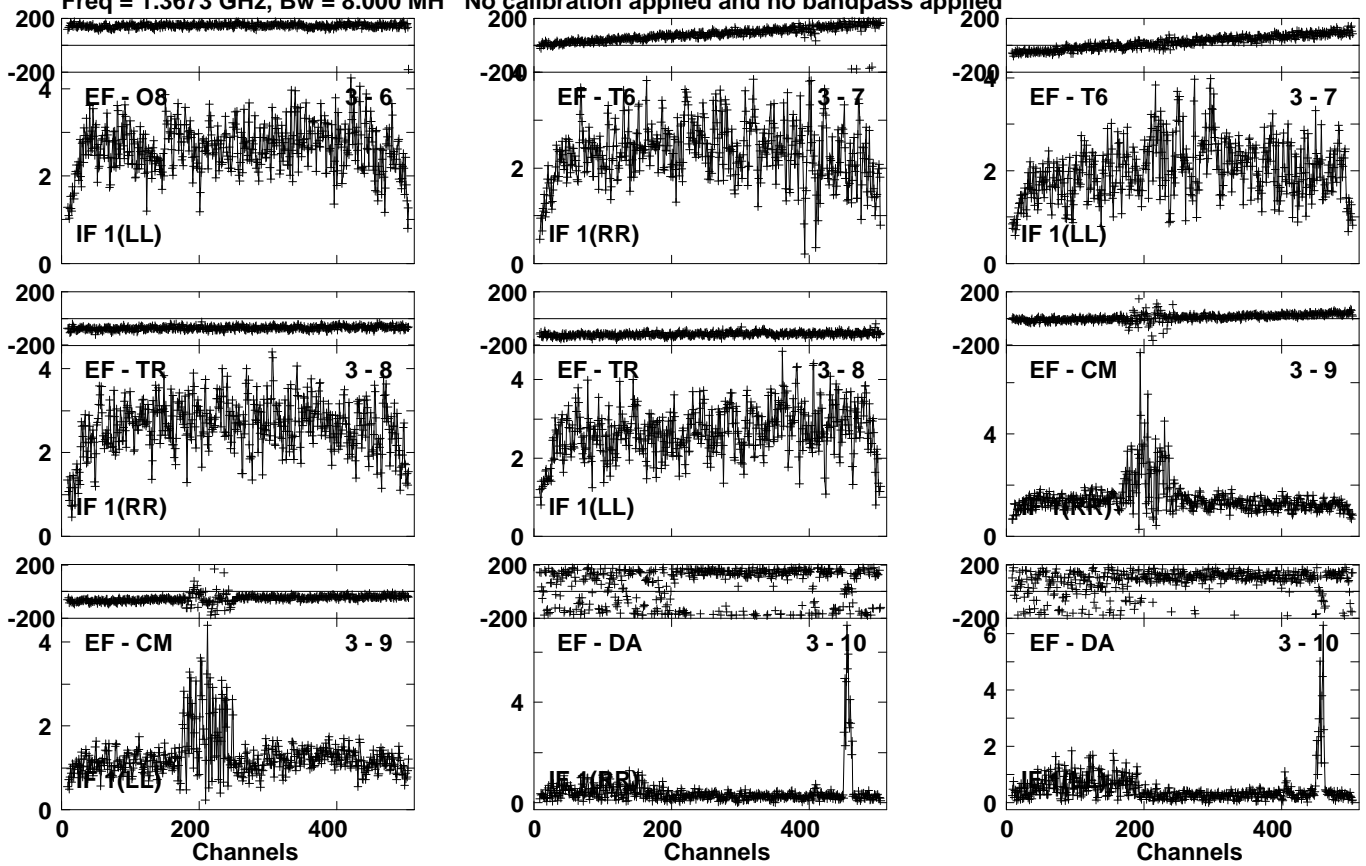 Freq = 1.3673 GHz, Bw = 8.000 MH No calibration applied and no bandpass applied
200 200 200
-200 -200 -200
4 4 4
EF - O8 3 - 6 EF - T6 3 - 7 EF - T6 3 - 7
2 2 2
IF 1(LL) IF 1(RR) IF 1(LL)
0 0 0
200 200 200
-200 -200 -200
EF - TR 3 - 8 EF - TR 3 - 8 EF - CM 3 - 9
4 4 4
2 2 2
IF 1(RR) IF 1(LL) IF 1(RR)
0 0 0
200 200 200
-200 -200 -200
EF - CM 3 - 9 EF - DA 3 - 10 EF - DA 3 - 10
4 6
4 4
2 2
IF 1(LL) IF 1(RR)
0 0 0
0 200 400 0 200 400 0 200 400
Channels Channels Channels